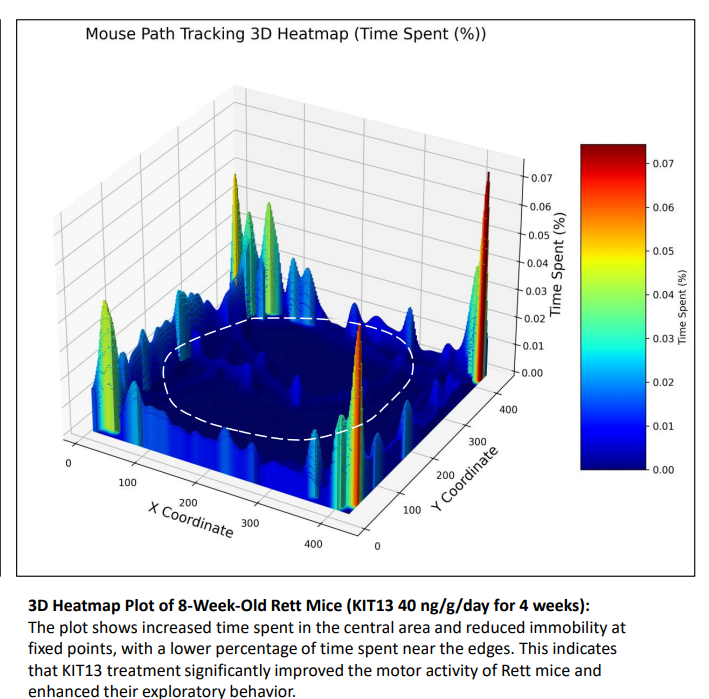 Mouse Path Tracking 3D Heatmap (Time Spent (%))
0.07
0.06
0.05
0.04
0.03
0.02
0.01
0.00
Time Spent (%)
0.07
0.06
0.05
0.04
0.03
0.02
0.01
0.00
Time Spent (%)
0
100
200
300
400
X Coordinate
0
100
200
300
400
Y Coordinate
3D Heatmap Plot of 8-Week-Old Rett Mice (KIT13 40 ng/g/day for 4 weeks):
The plot shows increased time spent in the central area and reduced immobility at
fixed points, with a lower percentage of time spent near the edges. This indicates
that KIT13 treatment significantly improved the motor activity of Rett mice and
enhanced their exploratory behavior.